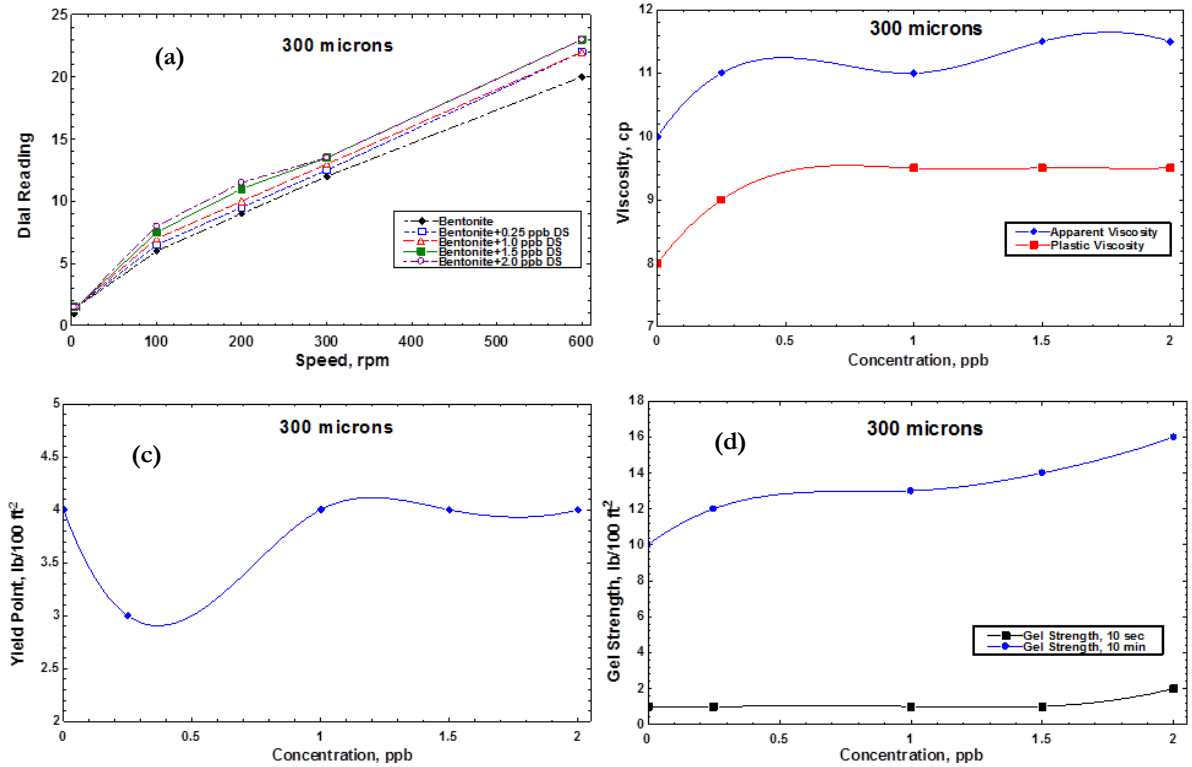 300 microns
(a)
Dial Reading
25
20
15
10
5
0
Bentonite
Bentonite+0.25 ppb DS
Bentonite+1.0 ppb DS
Bentonite+1.5 ppb DS
Bentonite+2.0 ppb DS
0 100 200 300 400 500 600
Speed, rpm
300 microns
Viscosity, cp
12
11
10
9
8
7
Apparent Viscosity
Plastic Viscosity
0 0.5 1 1.5 2
Concentration, ppb
300 microns
(c)
Yield Point, lb/100 ft²
5
4.5
4
3.5
3
2.5
2
0 0.5 1 1.5 2
Concentration, ppb
300 microns
(d)
Gel Strength, lb/100 ft²
18
16
14
12
10
8
6
4
2
0
Gel Strength, 10 sec
Gel Strength, 10 min
0 0.5 1 1.5 2
Concentration, ppb